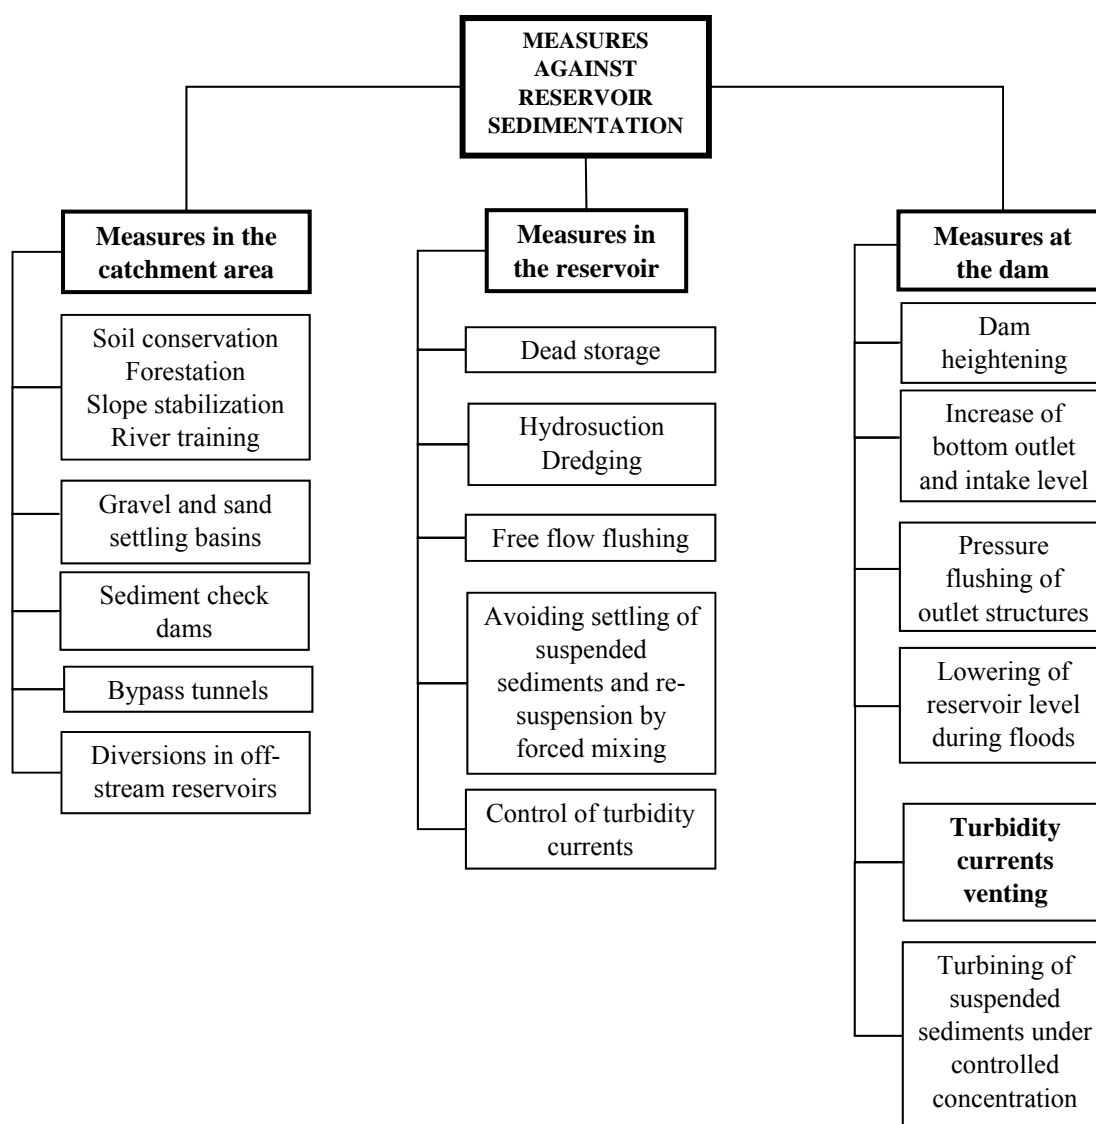 MEASURES
AGAINST
RESERVOIR
SEDIMENTATION
Measures in the
catchment area
Soil conservation
Forestation
Slope stabilization
River training
Gravel and sand
settling basins
Sediment check
dams
Bypass tunnels
Diversions in off-
stream reservoirs
Measures in
the reservoir
Dead storage
Hydrosuction
Dredging
Free flow flushing
Avoiding settling of
suspended
sediments and re-
suspension by
forced mixing
Control of turbidity
currents
Measures at
the dam
Dam
heightening
Increase of
bottom outlet
and intake level
Pressure
flushing of
outlet structures
Lowering of
reservoir level
during floods
Turbidity
currents
venting
Turbining of
suspended
sediments under
controlled
concentration